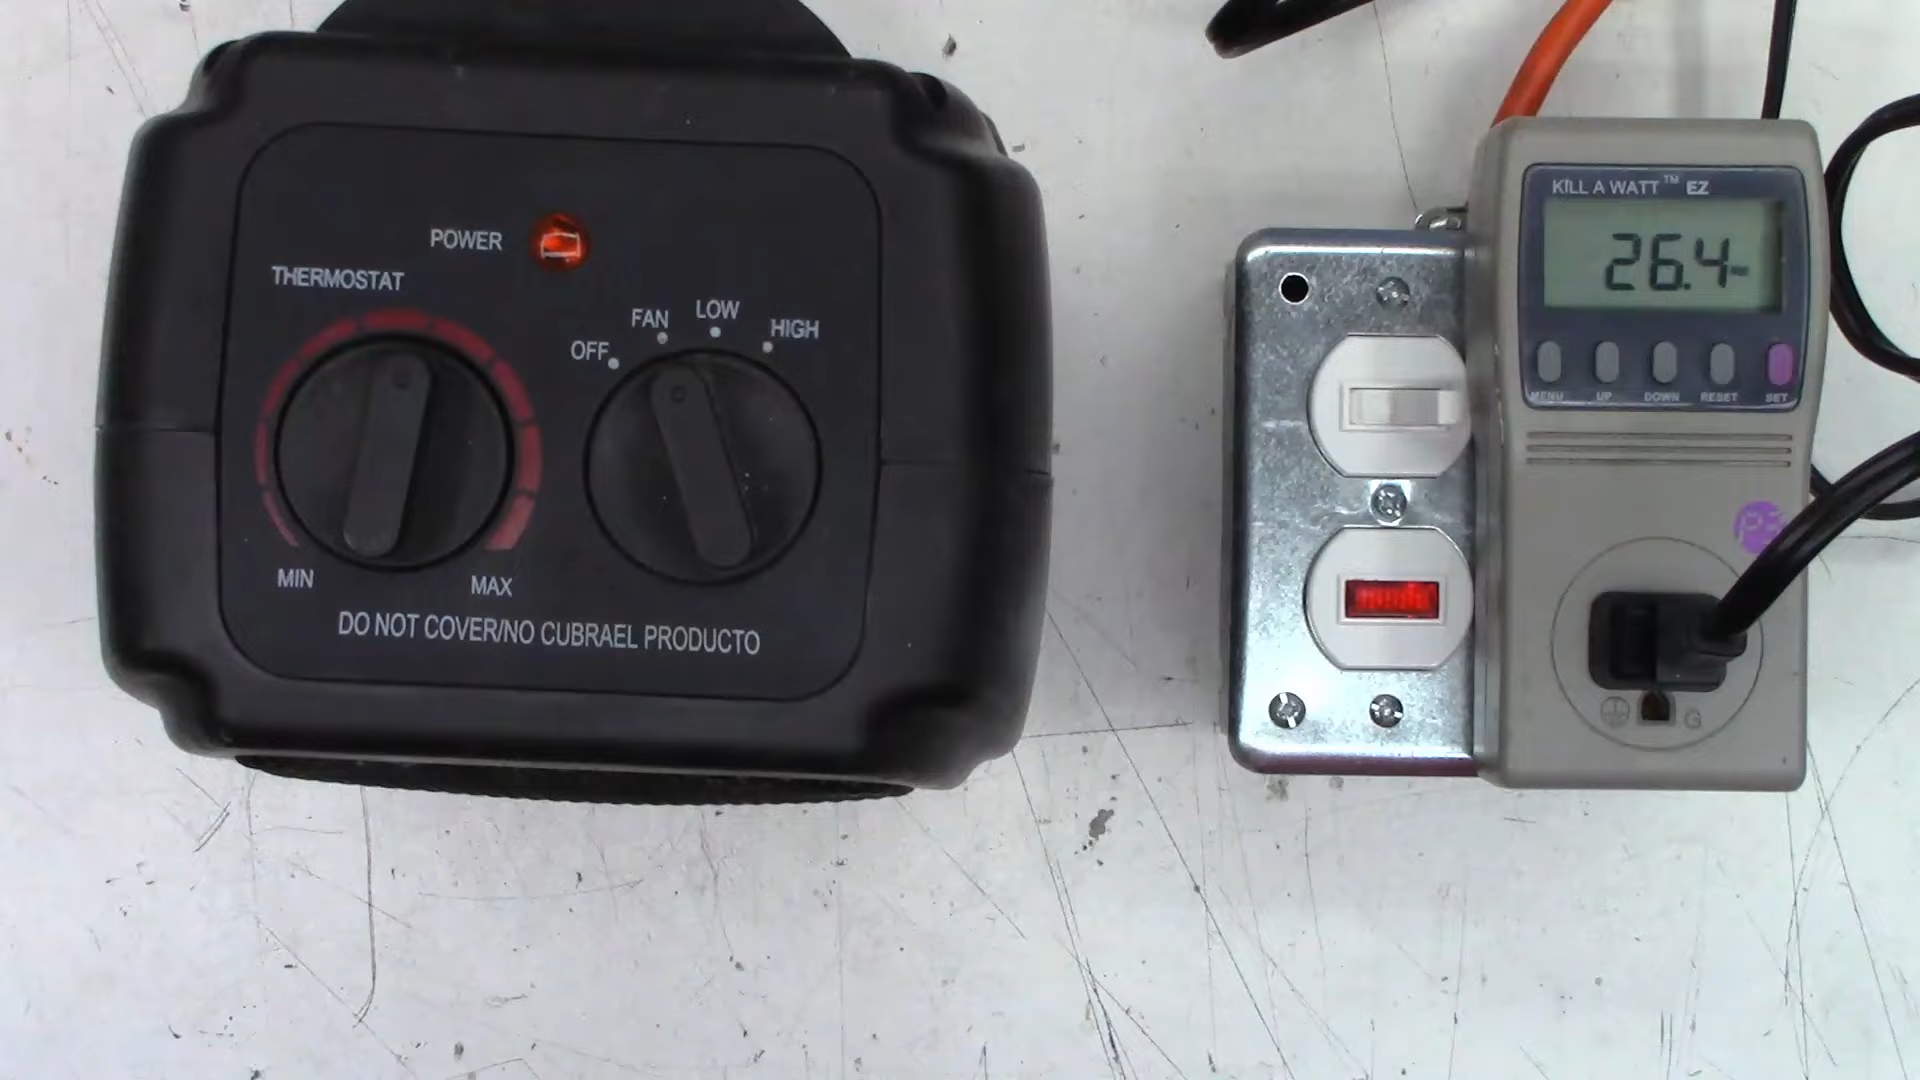 POWER
THERMOSTAT
OFF
FAN
LOW
HIGH
MIN
MAX
DO NOT COVER/NO CUBRAEL PRODUCTO
KILL A WATT™ EZ
26.4
MENU UP DOWN RESET SET
P3
G